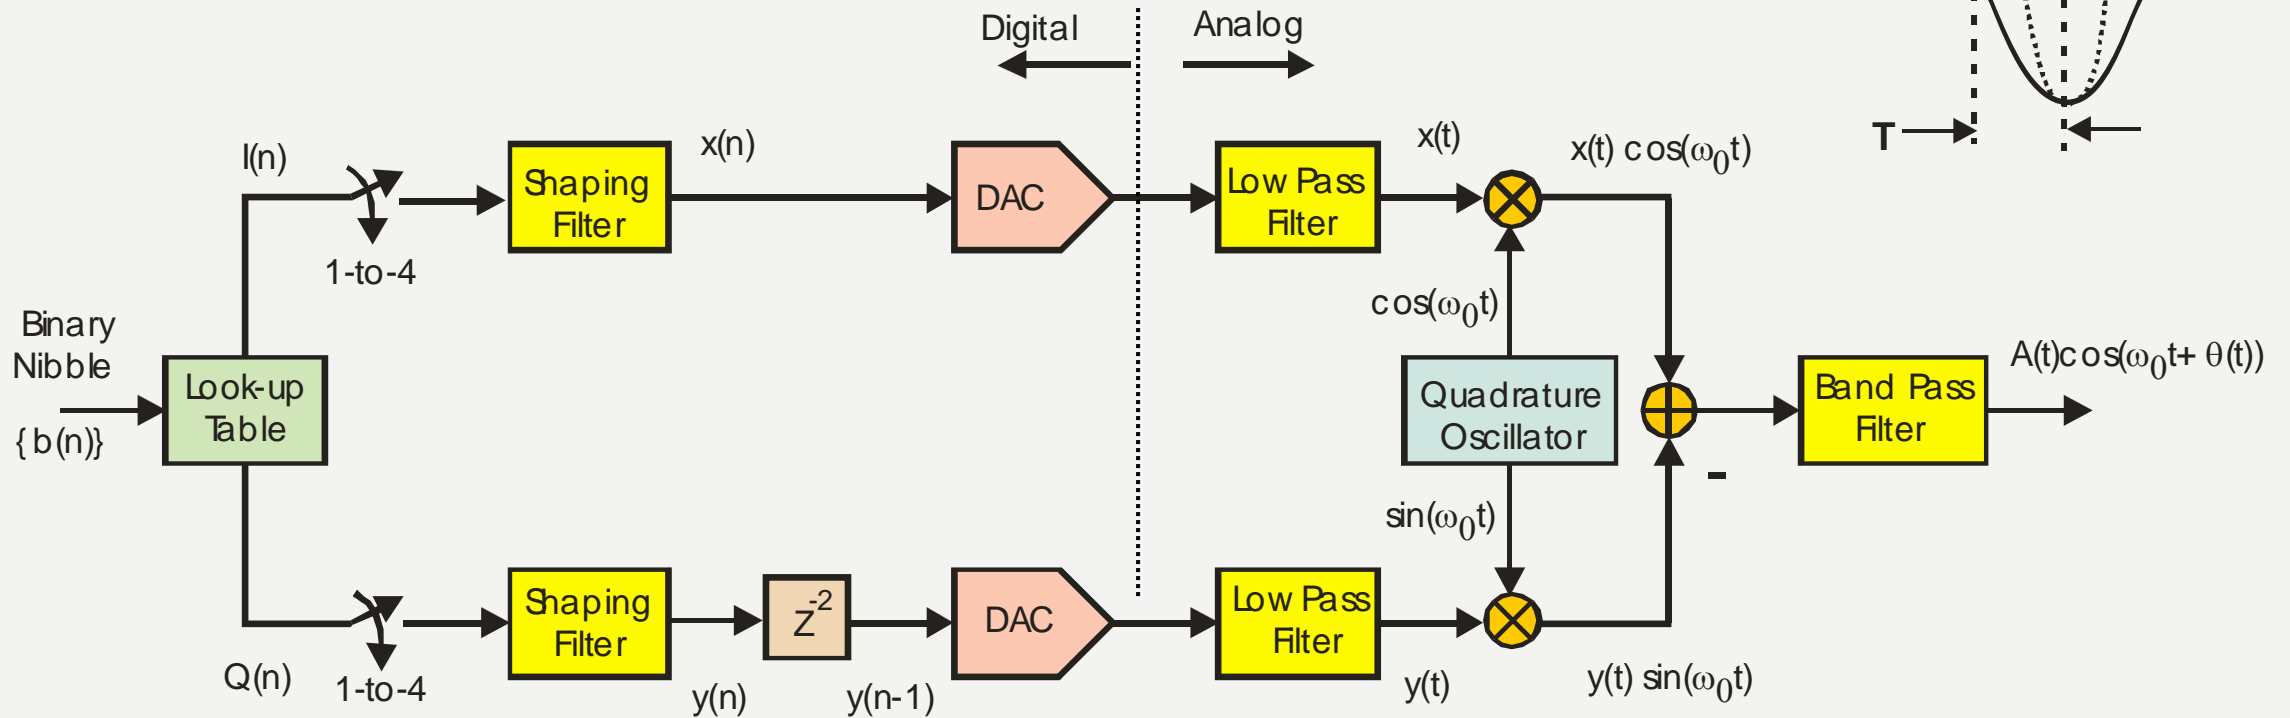 Digital
Analog
T
I(n)
1-to-4
Shaping
Filter
x(n)
DAC
Low Pass
Filter
x(t)
x(t) cos(ω₀t)
cos(ω₀t)
Binary
Nibble
{b(n)}
Look-up
Table
Quadrature
Oscillator
Band Pass
Filter
A(t)cos(ω₀t+ θ(t))
-
sin(ω₀t)
Q(n)
1-to-4
Shaping
Filter
y(n)
Z⁻²
y(n-1)
DAC
Low Pass
Filter
y(t)
y(t) sin(ω₀t)